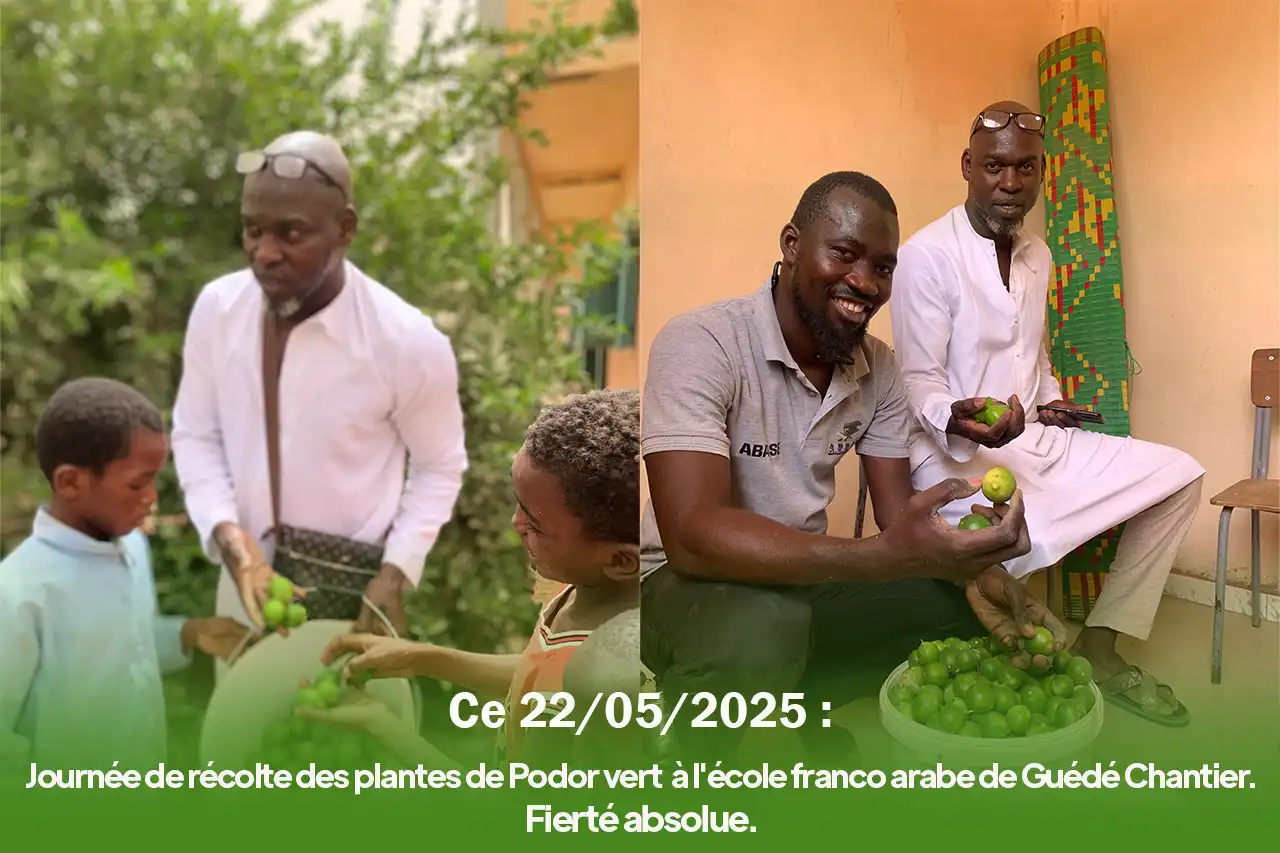 ABASS
Ce 22/05/2025 :
Journée de récolte des plantes de Podor vert à l'école franco arabe de Guédé Chantier.
Fierté absolue.